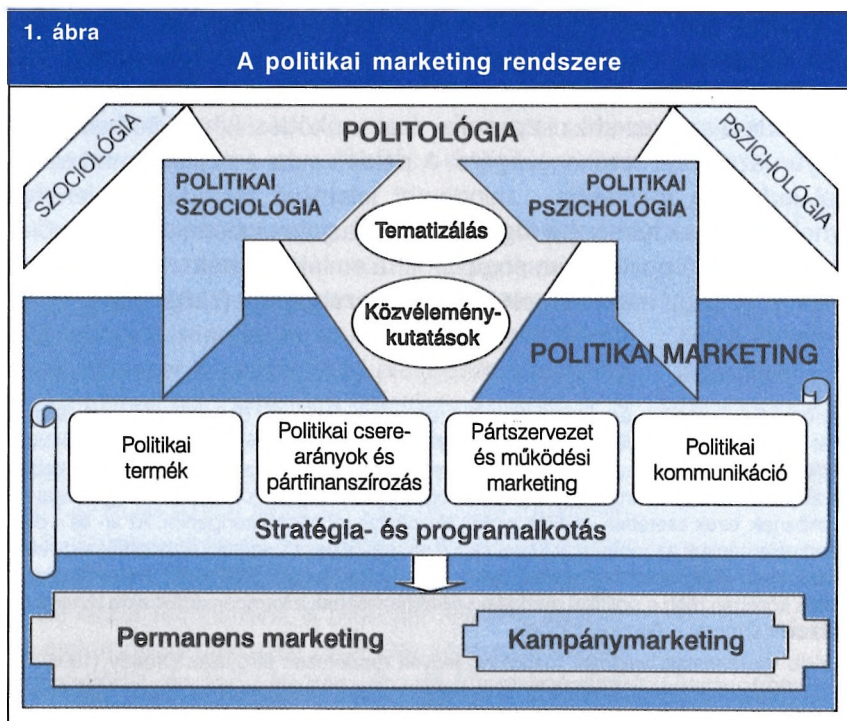 1. ábra
A politikai marketing rendszere
SZOCIOLÓGIA
POLITOLÓGIA
PSZICHOLÓGIA
POLITIKAI
SZOCIOLÓGIA
POLITIKAI
PSZICHOLÓGIA
Tematizálás
Közvélemény-
kutatások
POLITIKAI MARKETING
Politikai
termék
Politikai csere-
arányok és
pártfinanszírozás
Pártszervezet
és működési
marketing
Politikai
kommunikáció
Stratégia- és programalkotás
Permanens marketing
Kampánymarketing